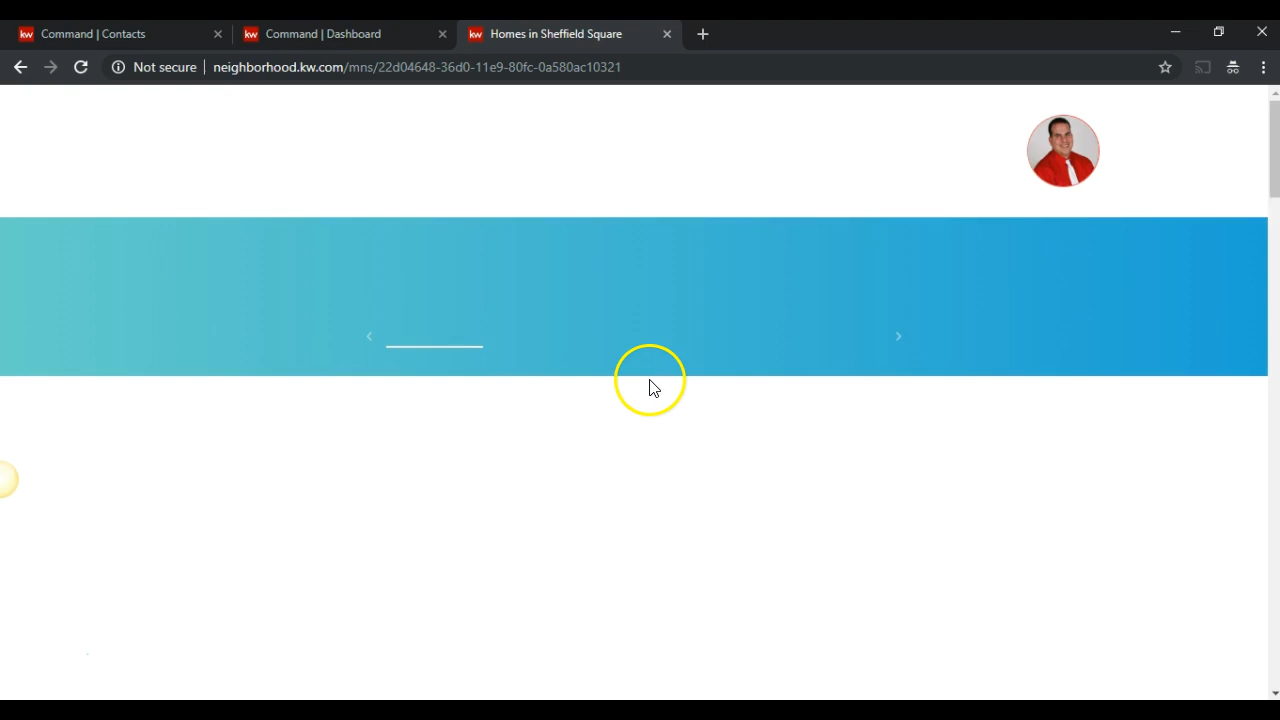 kw Command | Contacts
kw Command | Dashboard
kw Homes in Sheffield Square
Not secure | neighborhood.kw.com/mns/22d04648-36d0-11e9-80fc-0a580ac10321